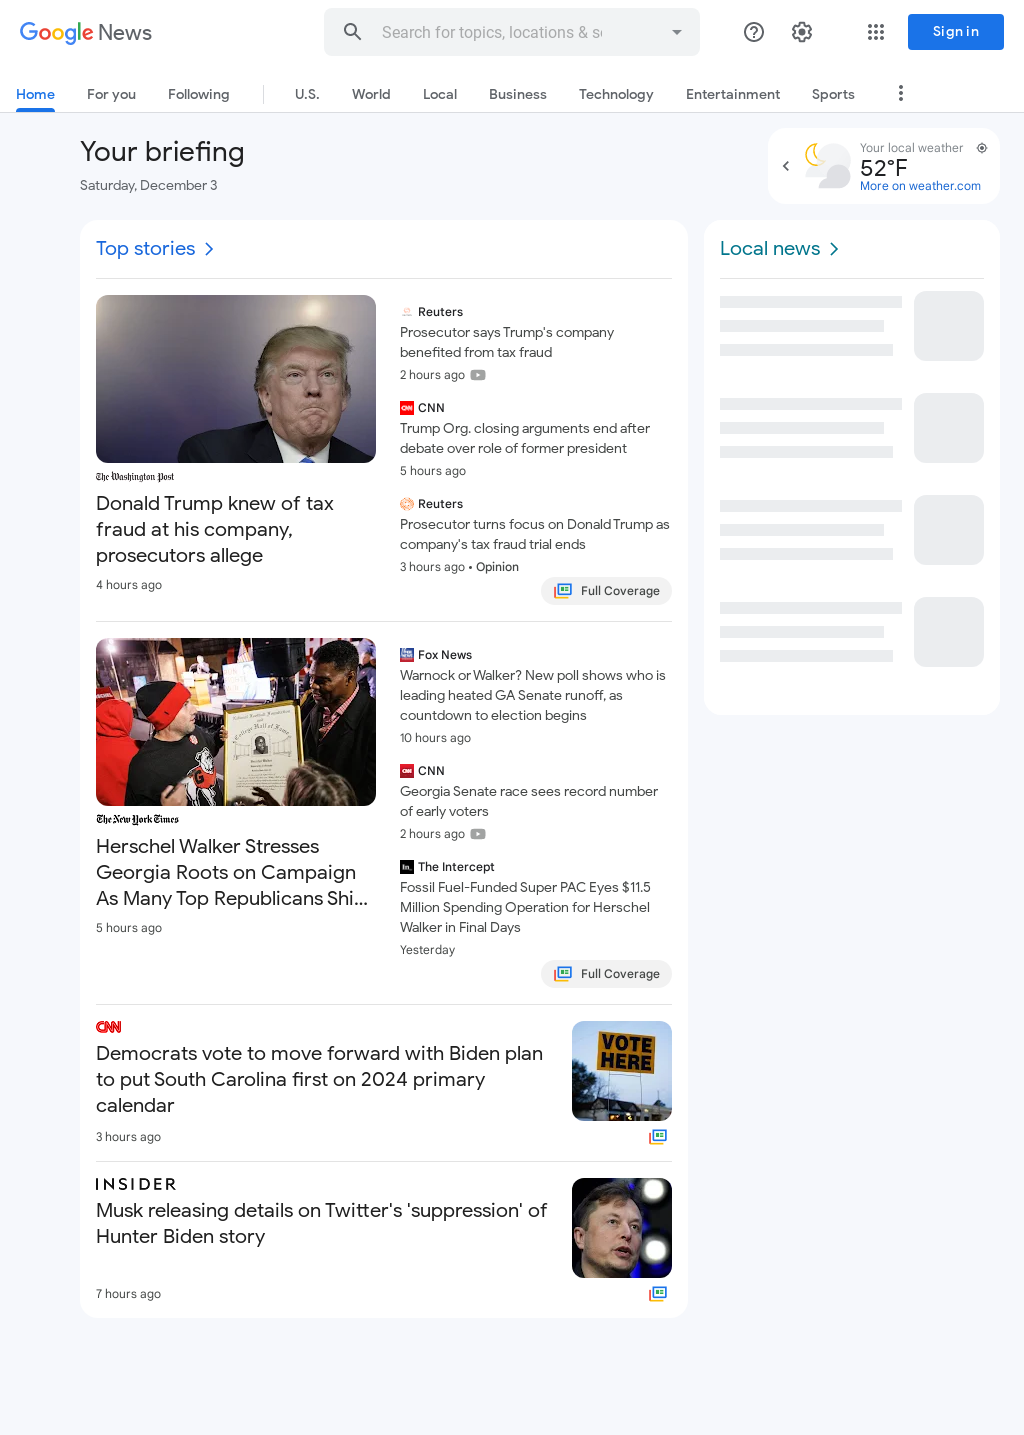 Google News
Search for topics, locations & so
Sign in
Home
For you
Following
U.S.
World
Local
Business
Technology
Entertainment
Sports
Your briefing
Saturday, December 3
Your local weather
52°F
More on weather.com
Top stories
The Washington Post
Donald Trump knew of tax
fraud at his company,
prosecutors allege
4 hours ago
Reuters
Prosecutor says Trump's company
benefited from tax fraud
2 hours ago
CNN
Trump Org. closing arguments end after
debate over role of former president
5 hours ago
Reuters
Prosecutor turns focus on Donald Trump as
company's tax fraud trial ends
3 hours ago • Opinion
Full Coverage
The New York Times
Herschel Walker Stresses
Georgia Roots on Campaign
As Many Top Republicans Shi...
5 hours ago
Fox News
Warnock or Walker? New poll shows who is
leading heated GA Senate runoff, as
countdown to election begins
10 hours ago
CNN
Georgia Senate race sees record number
of early voters
2 hours ago
The Intercept
Fossil Fuel-Funded Super PAC Eyes $11.5
Million Spending Operation for Herschel
Walker in Final Days
Yesterday
Full Coverage
CNN
Democrats vote to move forward with Biden plan
to put South Carolina first on 2024 primary
calendar
3 hours ago
VOTE
HERE
INSIDER
Musk releasing details on Twitter's 'suppression' of
Hunter Biden story
7 hours ago
Local news